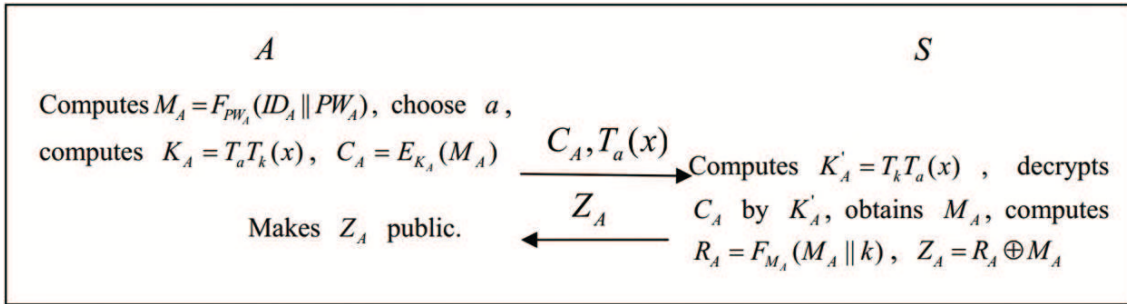 A
S
Computes M_A = F_{PW_A}(ID_A || PW_A), choose a,
computes K_A = T_a T_k(x), C_A = E_{K_A}(M_A)
C_A, T_a(x)
Computes K'_A = T_k T_a(x) , decrypts
Z_A
C_A by K'_A, obtains M_A, computes
Makes Z_A public.
R_A = F_{M_A}(M_A || k), Z_A = R_A ⊕ M_A